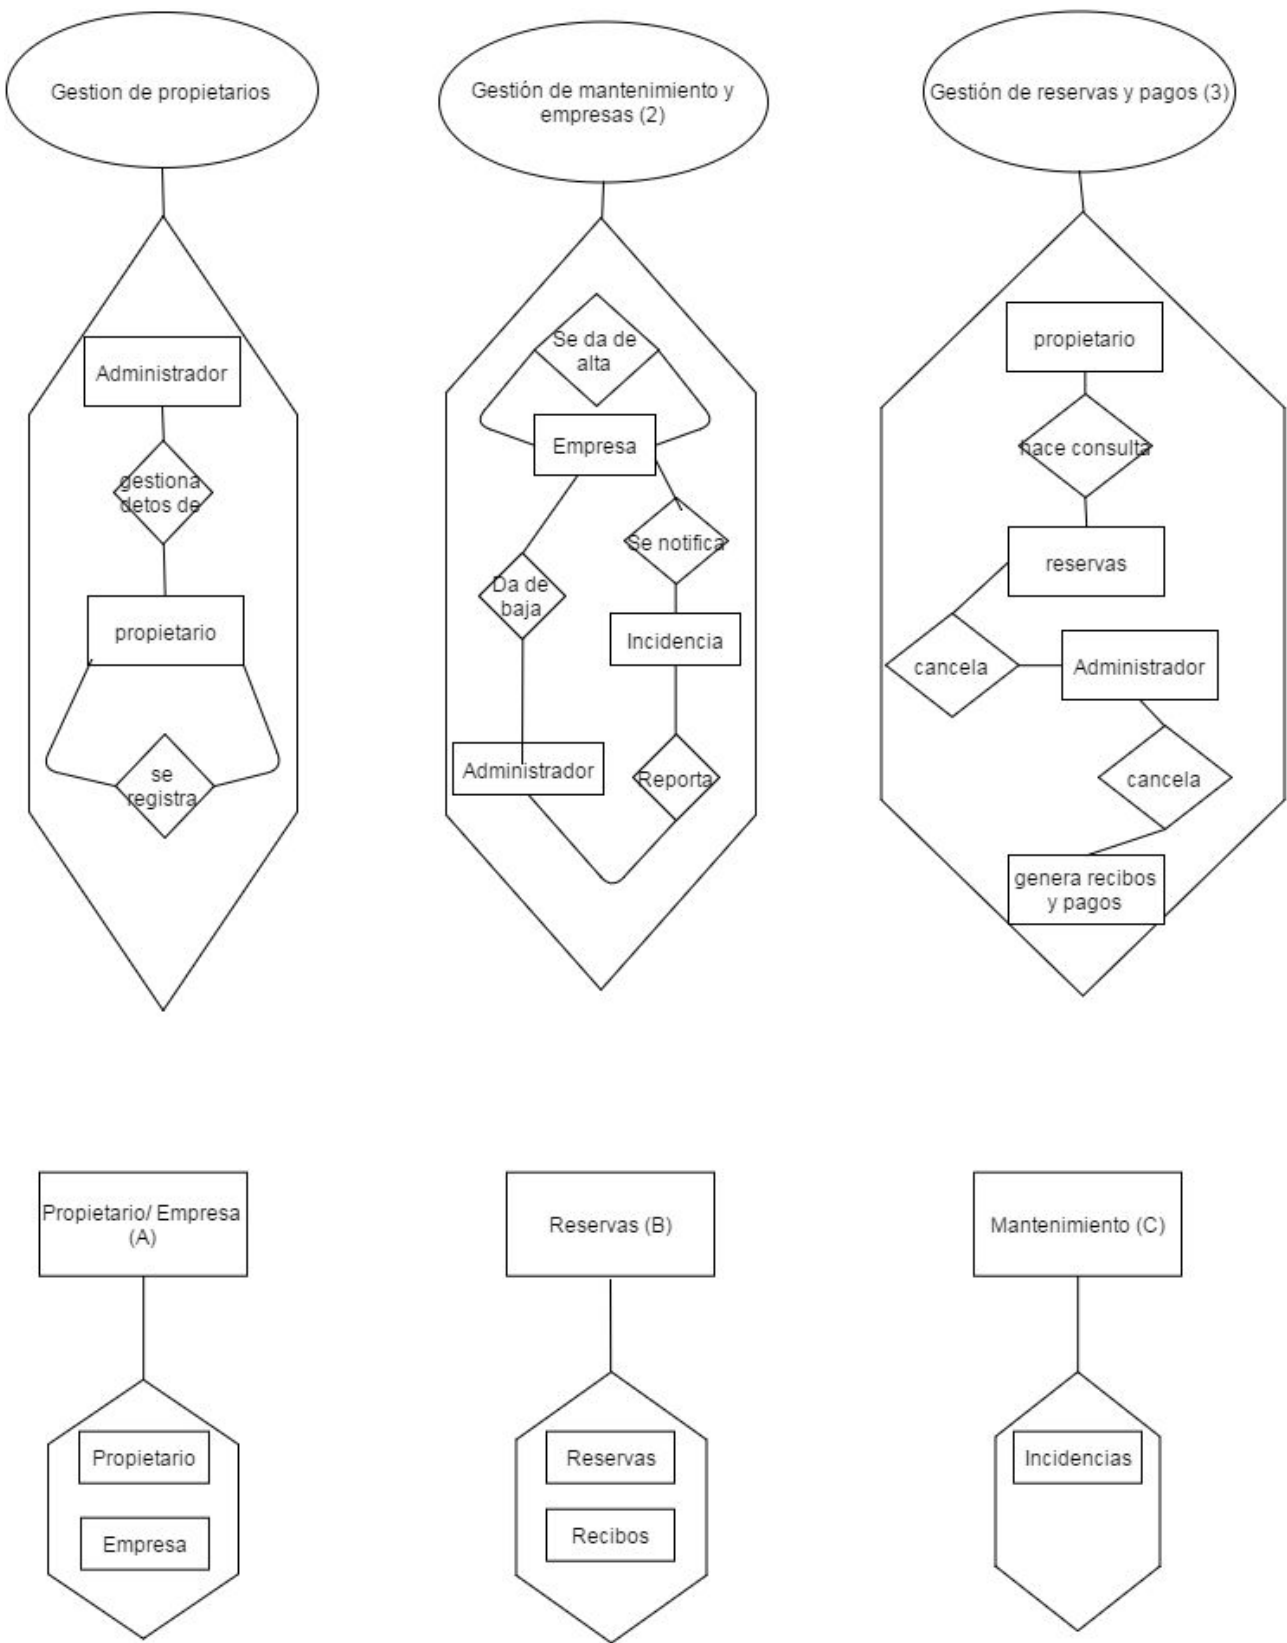 Gestion de propietarios
Gestión de mantenimiento y
empresas (2)
Gestión de reservas y pagos (3)
Administrador
gestiona
detos de
propietario
se
registra
Se da de
alta
Empresa
Da de
baja
Se notifica
Incidencia
Administrador
Reporta
propietario
hace consulta
reservas
cancela
Administrador
cancela
genera recibos
y pagos
Propietario/ Empresa
(A)
Reservas (B)
Mantenimiento (C)
Propietario
Empresa
Reservas
Recibos
Incidencias